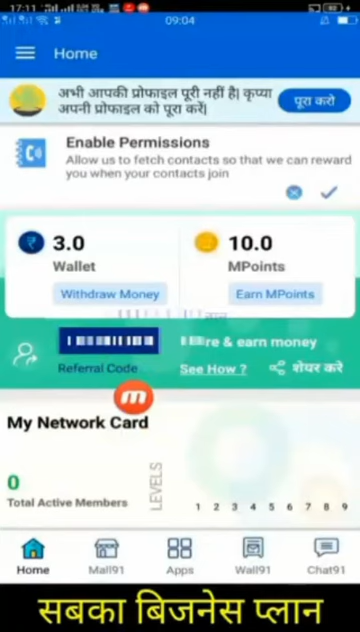 17:11
09:04
Home
अभी आपकी प्रोफाइल पूरी नहीं है। कृप्या
अपनी प्रोफाइल को पूरा करें।
पूरा करो
Enable Permissions
Allow us to fetch contacts so that we can reward
you when your contacts join
3.0
Wallet
Withdraw Money
10.0
MPoints
Earn MPoints
re & earn money
Referral Code
See How ?
शेयर करे
My Network Card
0
Total Active Members
LEVELS
1 2 3 4 5 6 7 8 9
Home
Mall91
Apps
Wall91
Chat91
सबका बिजनेस प्लान